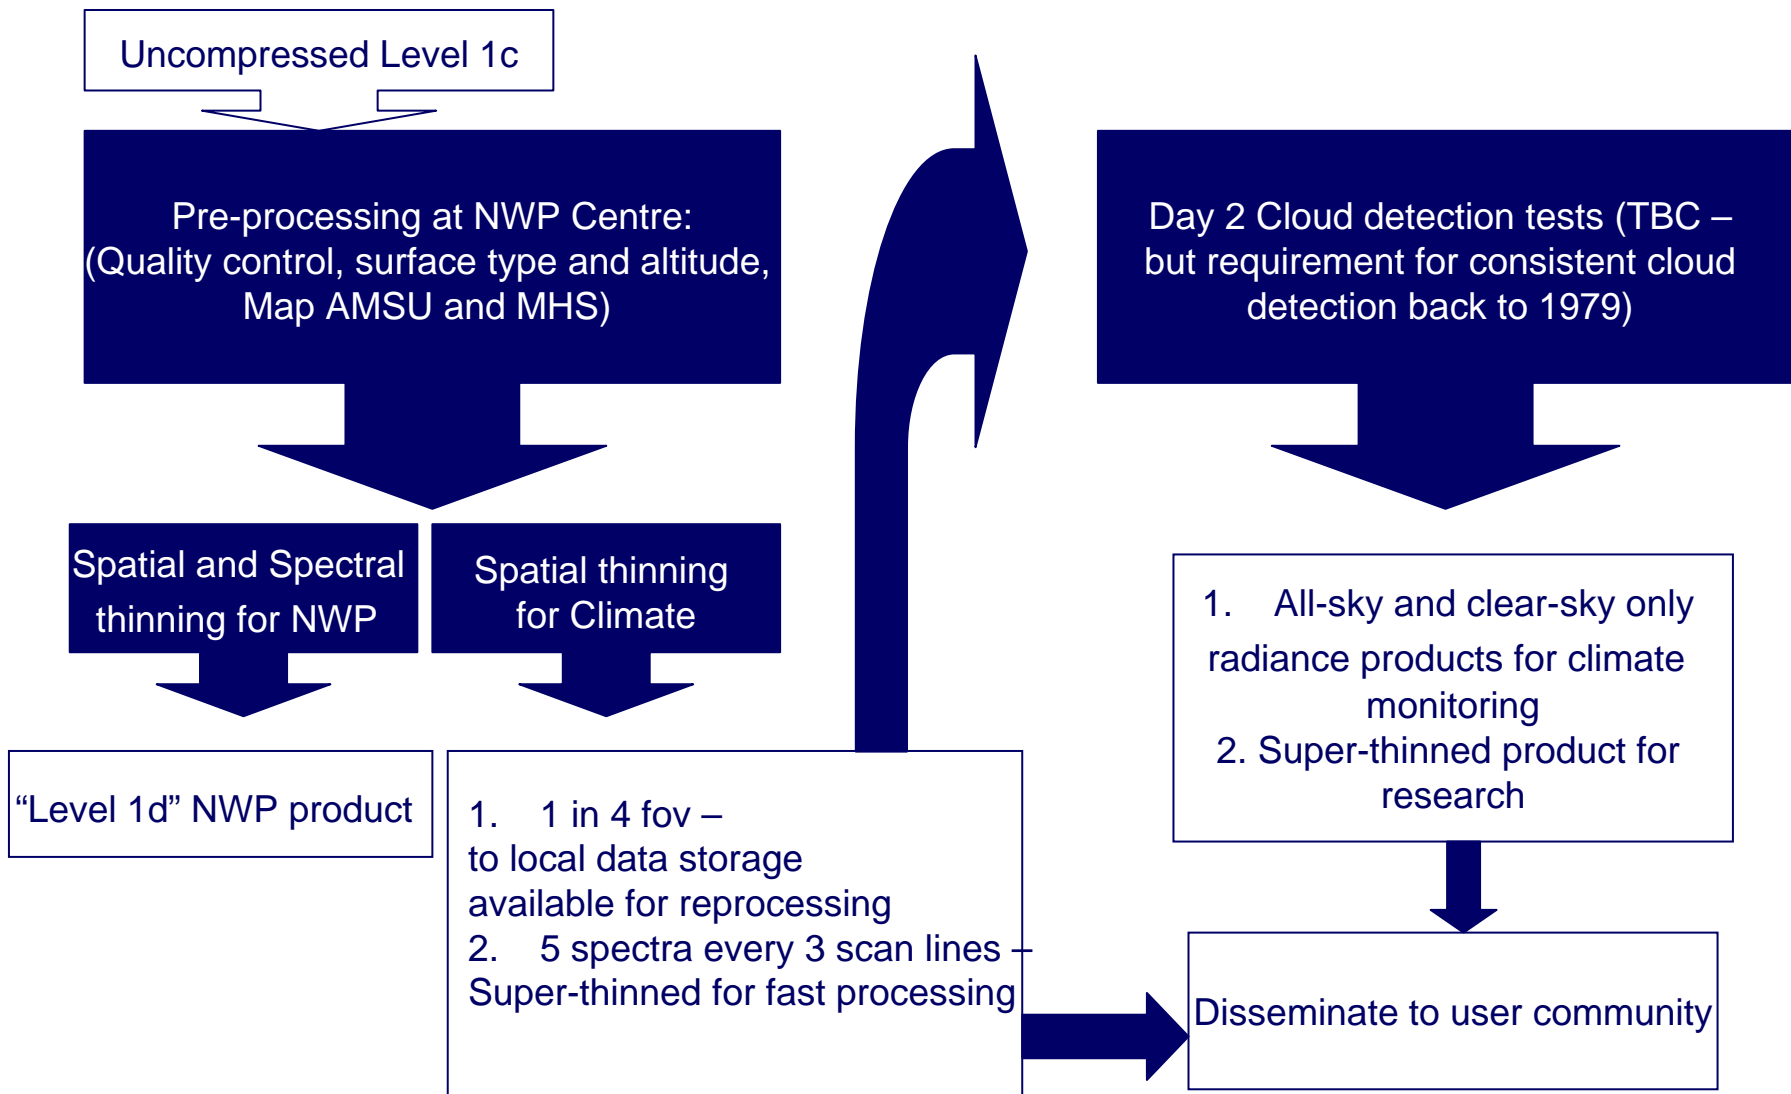 Uncompressed Level 1c
Pre-processing at NWP Centre:
(Quality control, surface type and altitude,
Map AMSU and MHS)
Spatial and Spectral
thinning for NWP
Spatial thinning
for Climate
“Level 1d” NWP product
1. 1 in 4 fov –
to local data storage
available for reprocessing
2. 5 spectra every 3 scan lines –
Super-thinned for fast processing
Day 2 Cloud detection tests (TBC –
but requirement for consistent cloud
detection back to 1979)
1. All-sky and clear-sky only
radiance products for climate
monitoring
2. Super-thinned product for
research
Disseminate to user community